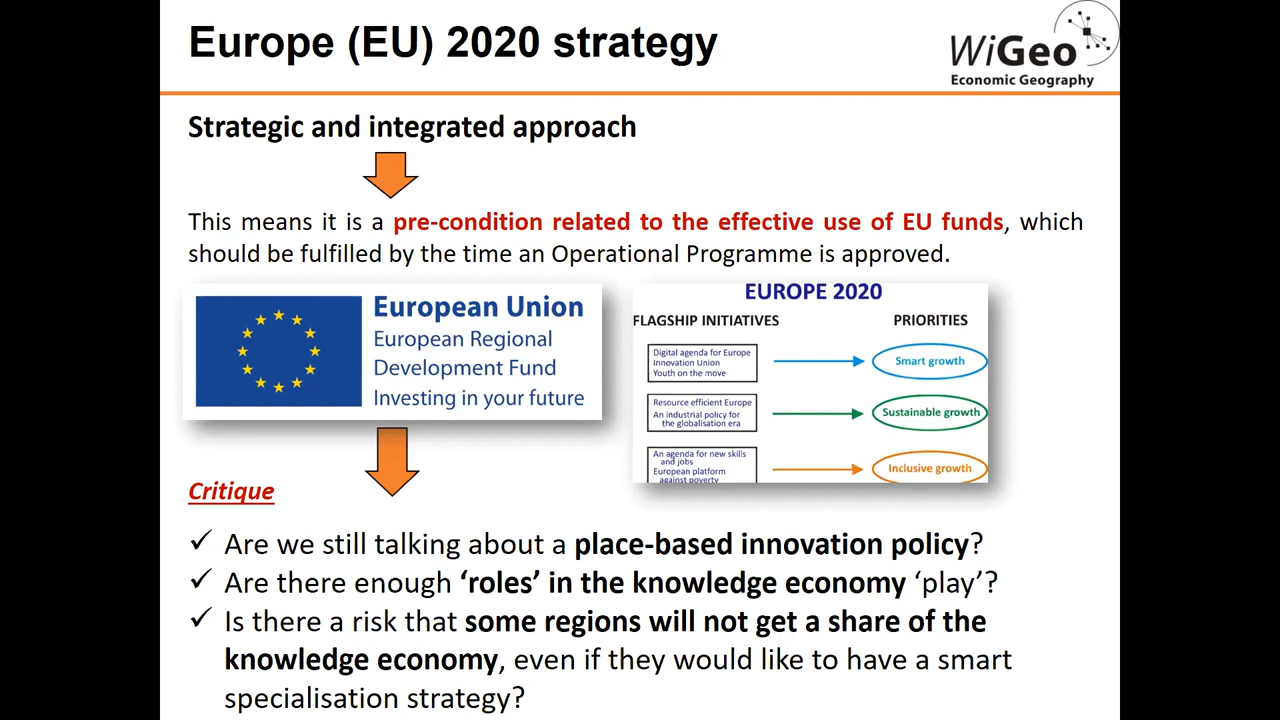 Europe (EU) 2020 strategy
WiGeo
Economic Geography
Strategic and integrated approach
This means it is a pre-condition related to the effective use of EU funds, which
should be fulfilled by the time an Operational Programme is approved.
European Union
European Regional
Development Fund
Investing in your future
EUROPE 2020
FLAGSHIP INITIATIVES
PRIORITIES
Digital agenda for Europe
Innovation Union
Youth on the move
Smart growth
Resource efficient Europe
An industrial policy for
the globalisation era
Sustainable growth
An agenda for new skills
and jobs
European platform
against poverty
Inclusive growth
Critique
✓ Are we still talking about a place-based innovation policy?
✓ Are there enough ‘roles’ in the knowledge economy ‘play’?
✓ Is there a risk that some regions will not get a share of the
knowledge economy, even if they would like to have a smart
specialisation strategy?